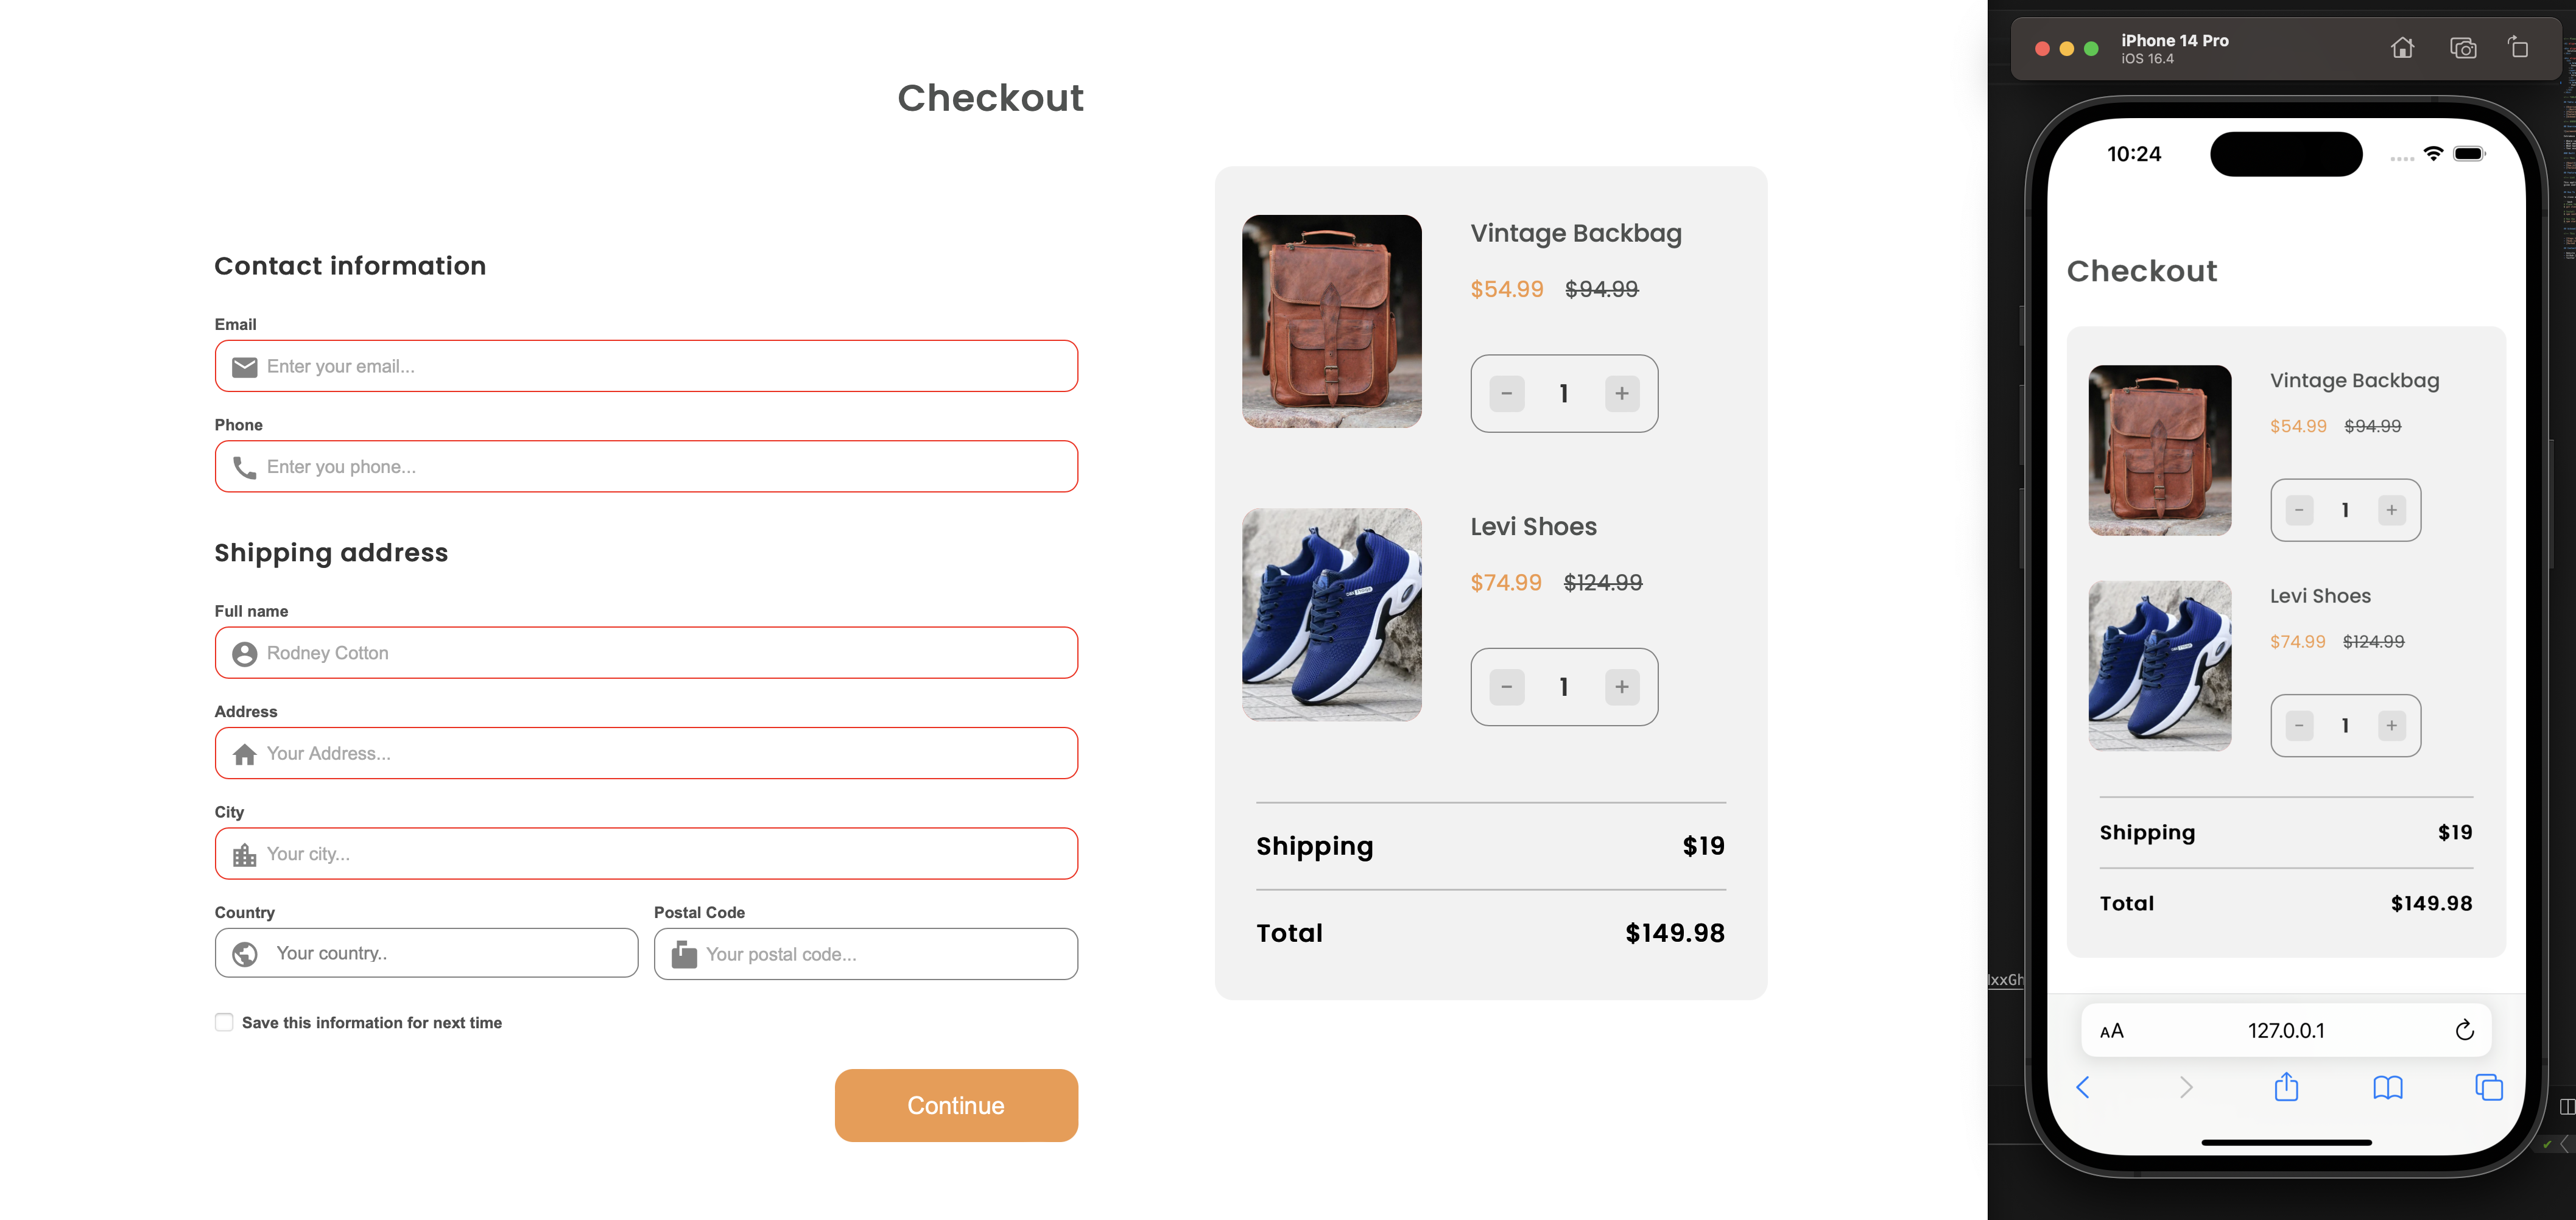 Checkout
Contact information
Email
Enter your email...
Phone
Enter you phone...
Shipping address
Full name
Rodney Cotton
Address
Your Address...
City
Your city...
Country
Postal Code
Your country..
Your postal code...
Save this information for next time
Continue
Vintage Backbag
$54.99 $94.99
- 1 +
Levi Shoes
$74.99 $124.99
- 1 +
Shipping $19
Total $149.98
iPhone 14 Pro
iOS 16.4
10:24
Checkout
Vintage Backbag
$54.99 $94.99
- 1 +
Levi Shoes
$74.99 $124.99
- 1 +
Shipping $19
Total $149.98
AA 127.0.0.1